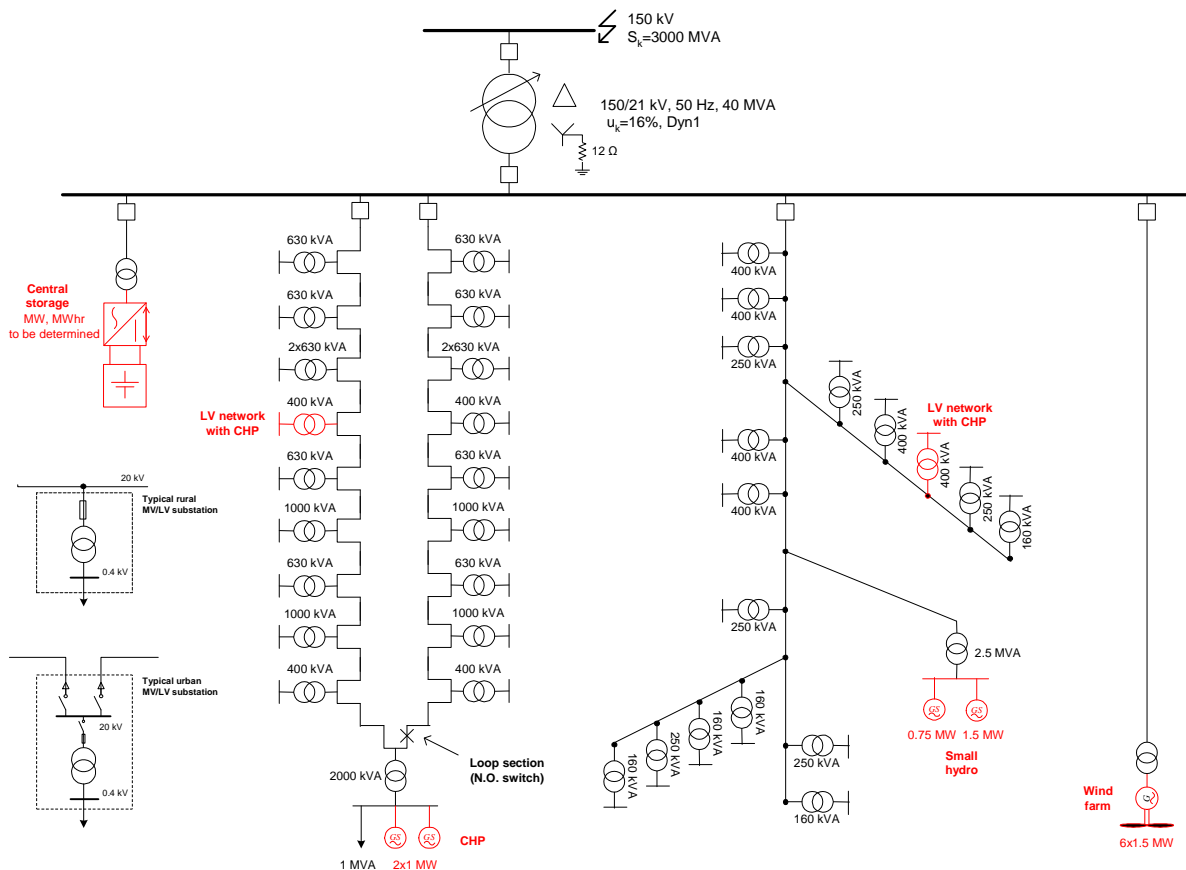 150 kV
Sk=3000 MVA
150/21 kV, 50 Hz, 40 MVA
uk=16%, Dyn1
12 Ω
Central
storage
MW, MWhr
to be determined
630 kVA
630 kVA
2x630 kVA
400 kVA
LV network
with CHP
630 kVA
1000 kVA
630 kVA
1000 kVA
400 kVA
630 kVA
630 kVA
2x630 kVA
400 kVA
630 kVA
1000 kVA
630 kVA
1000 kVA
400 kVA
Loop section
(N.O. switch)
2000 kVA
GS
GS
CHP
1 MVA
2x1 MW
400 kVA
400 kVA
250 kVA
250 kVA
400 kVA
LV network
with CHP
400 kVA
250 kVA
160 kVA
400 kVA
400 kVA
250 kVA
2.5 MVA
GS
GS
0.75 MW
1.5 MW
Small
hydro
160 kVA
160 kVA
250 kVA
160 kVA
250 kVA
160 kVA
Wind
farm
G
6x1.5 MW
20 kV
Typical rural
MV/LV substation
0.4 kV
Typical urban
MV/LV substation
20 kV
0.4 kV